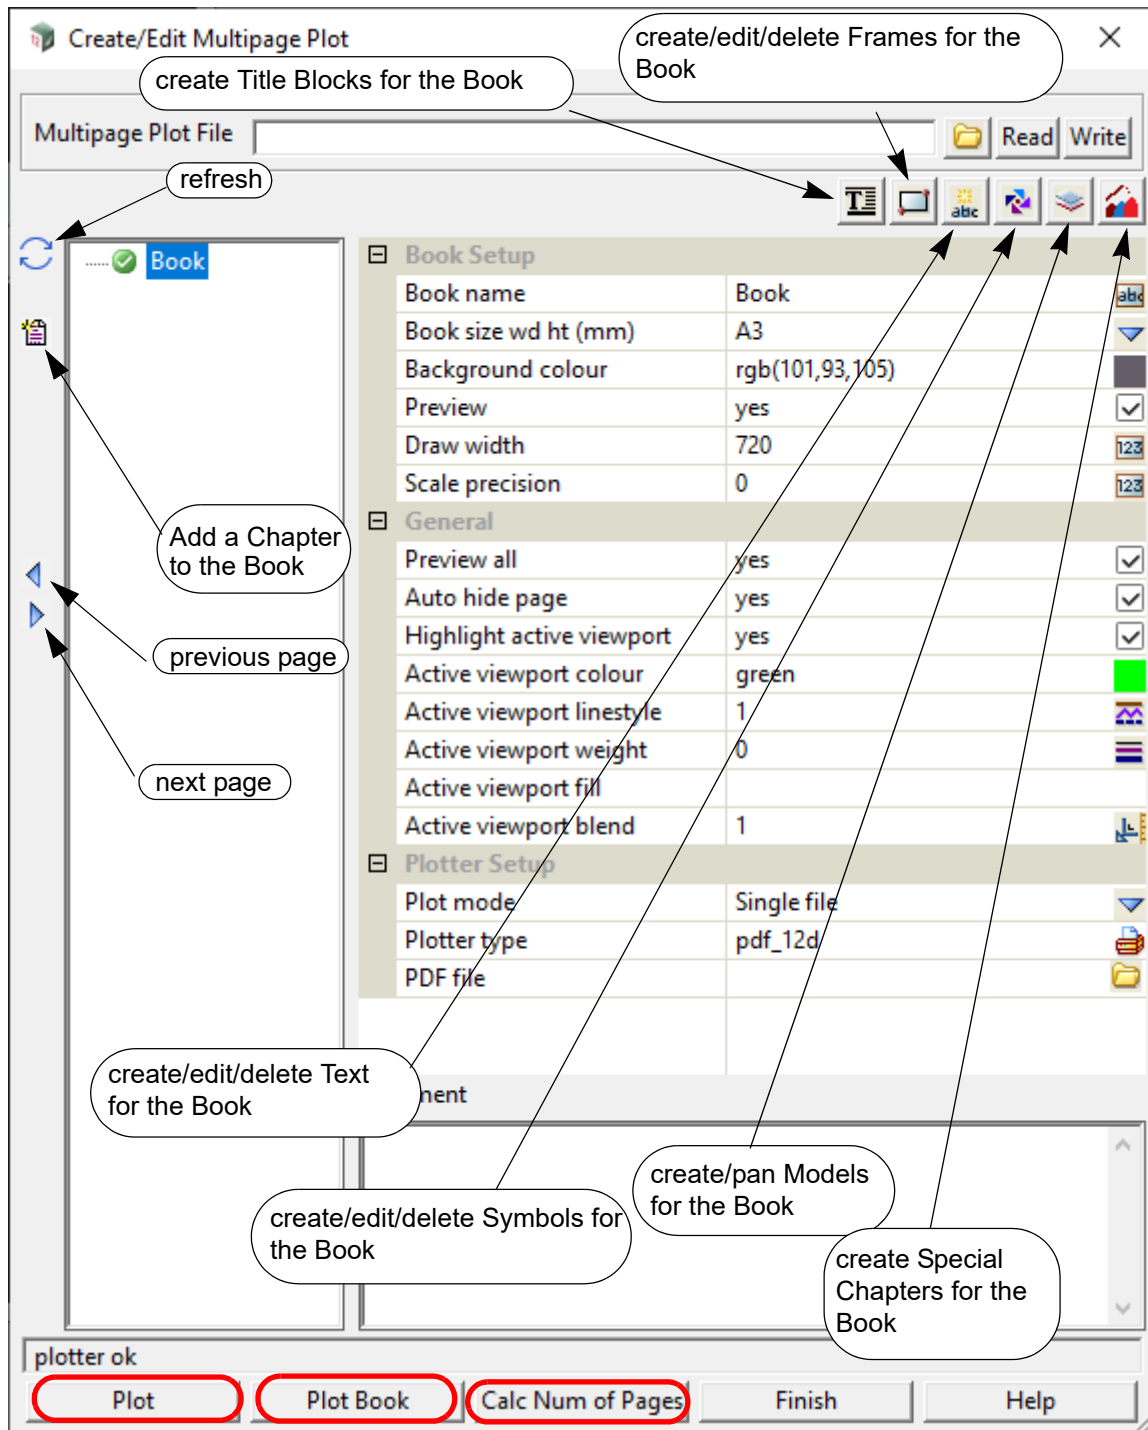 Create/Edit Multipage Plot
create/edit/delete Frames for the
Book
create Title Blocks for the Book
Multipage Plot File
Read
Write
refresh
T
abc
Book
Book Setup
Book name Book abc
Book size wd ht (mm) A3
Background colour rgb(101,93,105)
Preview yes
Draw width 720 123
Scale precision 0 123
General
Preview all yes
Auto hide page yes
Highlight active viewport yes
Active viewport colour green
Active viewport linestyle 1
Active viewport weight 0
Active viewport fill
Active viewport blend 1
Plotter Setup
Plot mode Single file
Plotter type pdf_12d
PDF file
Add a Chapter
to the Book
previous page
next page
create/edit/delete Text
for the Book
ment
create/pan Models
for the Book
create/edit/delete Symbols for
the Book
create Special
Chapters for the
Book
plotter ok
Plot
Plot Book
Calc Num of Pages
Finish
Help